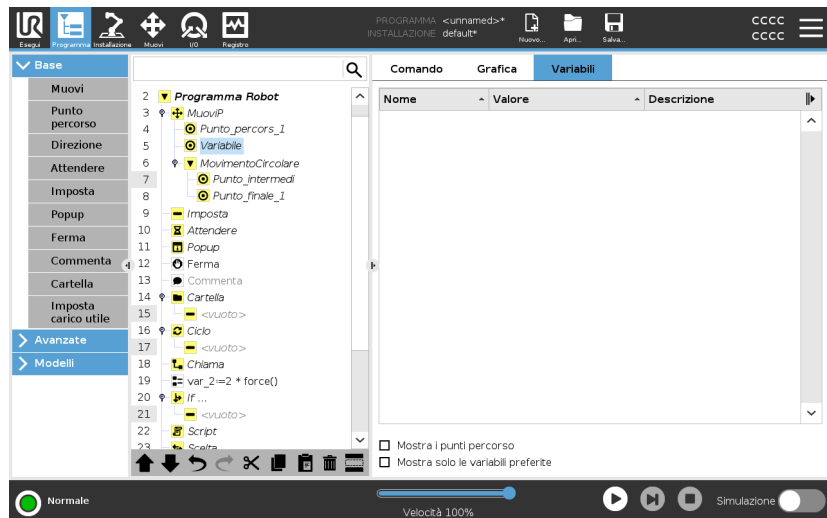 PROGRAMMA <unnamed>*
INSTALLAZIONE default*
Nuovo...
Apri...
Salva...
CCCC
CCCC
Esegui
Programma
Installazione
Muovi
I/O
Registro
Base
Muovi
Punto
percorso
Direzione
Attendere
Imposta
Popup
Ferma
Commenta
Cartella
Imposta
carico utile
Avanzate
Modelli
2 Programma Robot
3 MuoviP
4 Punto_percors_1
5 Variabile
6 MovimentoCircolare
7 Punto_intermedi
8 Punto_finale_1
9 Imposta
10 Attendere
11 Popup
12 Ferma
13 Commenta
14 Cartella
15 <vuoto>
16 Ciclo
17 <vuoto>
18 Chiama
19 var_2≔2 * force()
20 If ...
21 <vuoto>
22 Script
23 Scelta
Comando
Grafica
Variabili
Nome
Valore
Descrizione
Mostra i punti percorso
Mostra solo le variabili preferite
Normale
Velocità 100%
Simulazione